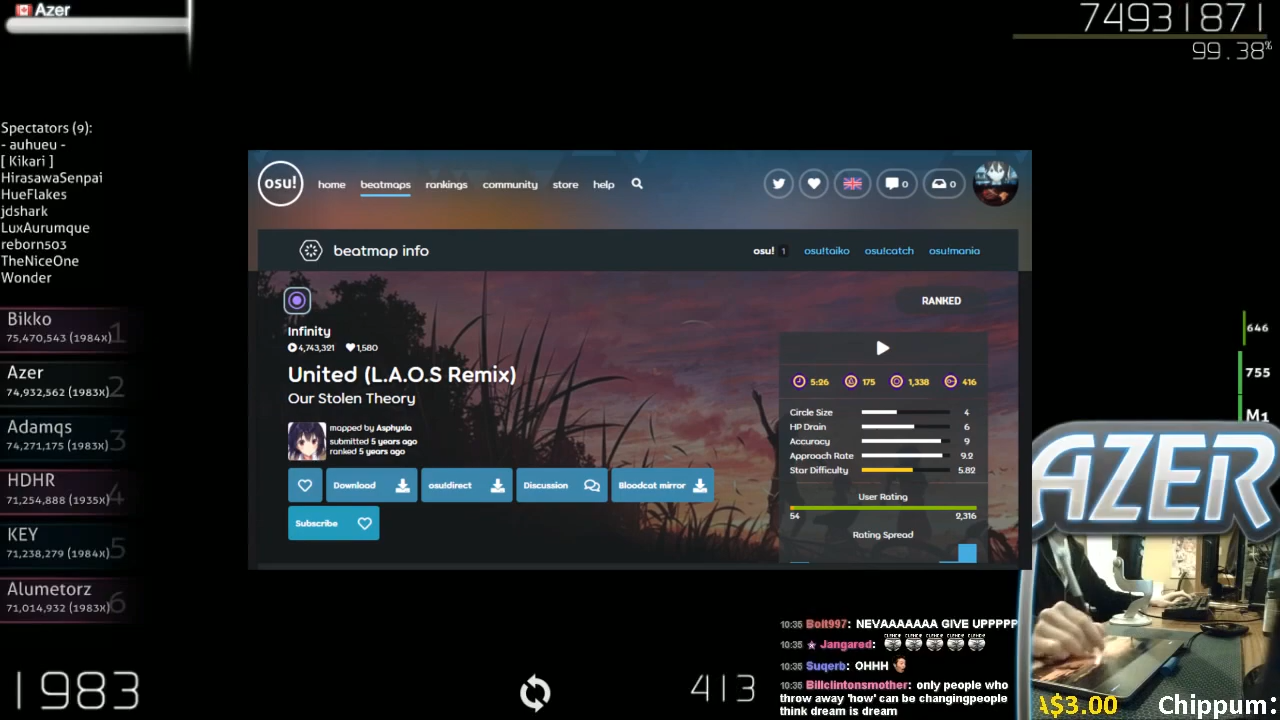 Azer
74931871
99.38%
Spectators (9):
- auhueu -
[ Kikari ]
HirasawaSenpai
HueFlakes
jdshark
LuxAurumque
reborn503
TheNiceOne
Wonder
Bikko
75,470,543 (1984x)
1
Azer
74,932,562 (1983x)
2
Adamqs
74,271,175 (1983x)
3
HDHR
71,254,888 (1935x)
4
KEY
71,238,279 (1984x)
5
Alumetorz
71,014,932 (1983x)
6
1983
osu!
home
beatmaps
rankings
community
store
help
0
0
beatmap info
osu! 1
osu!taiko
osu!catch
osu!mania
RANKED
Infinity
4,743,321 1,580
United (L.A.O.S Remix)
Our Stolen Theory
mapped by Asphyxia
submitted 5 years ago
ranked 5 years ago
Download
osu!direct
Discussion
Bloodcat mirror
Subscribe
5:26 175 1,338 416
Circle Size 4
HP Drain 6
Accuracy 9
Approach Rate 9.2
Star Difficulty 5.82
User Rating
54 2,316
Rating Spread
646
755
M1
AZER
413
10:35 Bolt997: NEVAAAAAAA GIVE UPPPPP
10:35 Jangared:
10:35 Suqerb: OHHH
10:35 Billclintonsmother: only people who
throw away 'how' can be changingpeople
think dream is dream
A$3.00 Chippum: